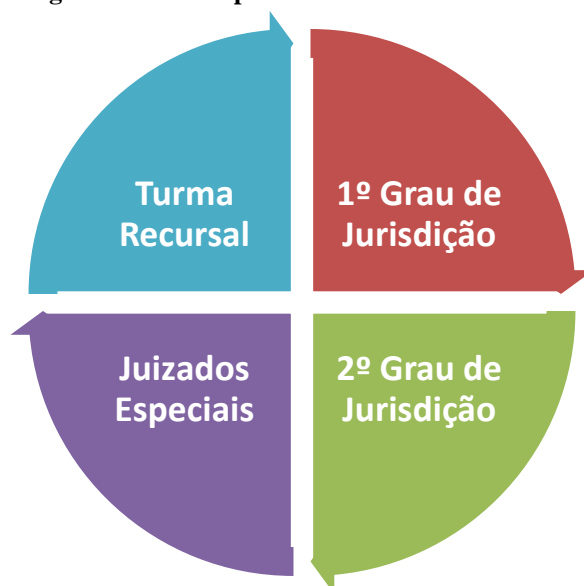 Turma
Recursal
1º Grau de
Jurisdição
Juizados
Especiais
2º Grau de
Jurisdição